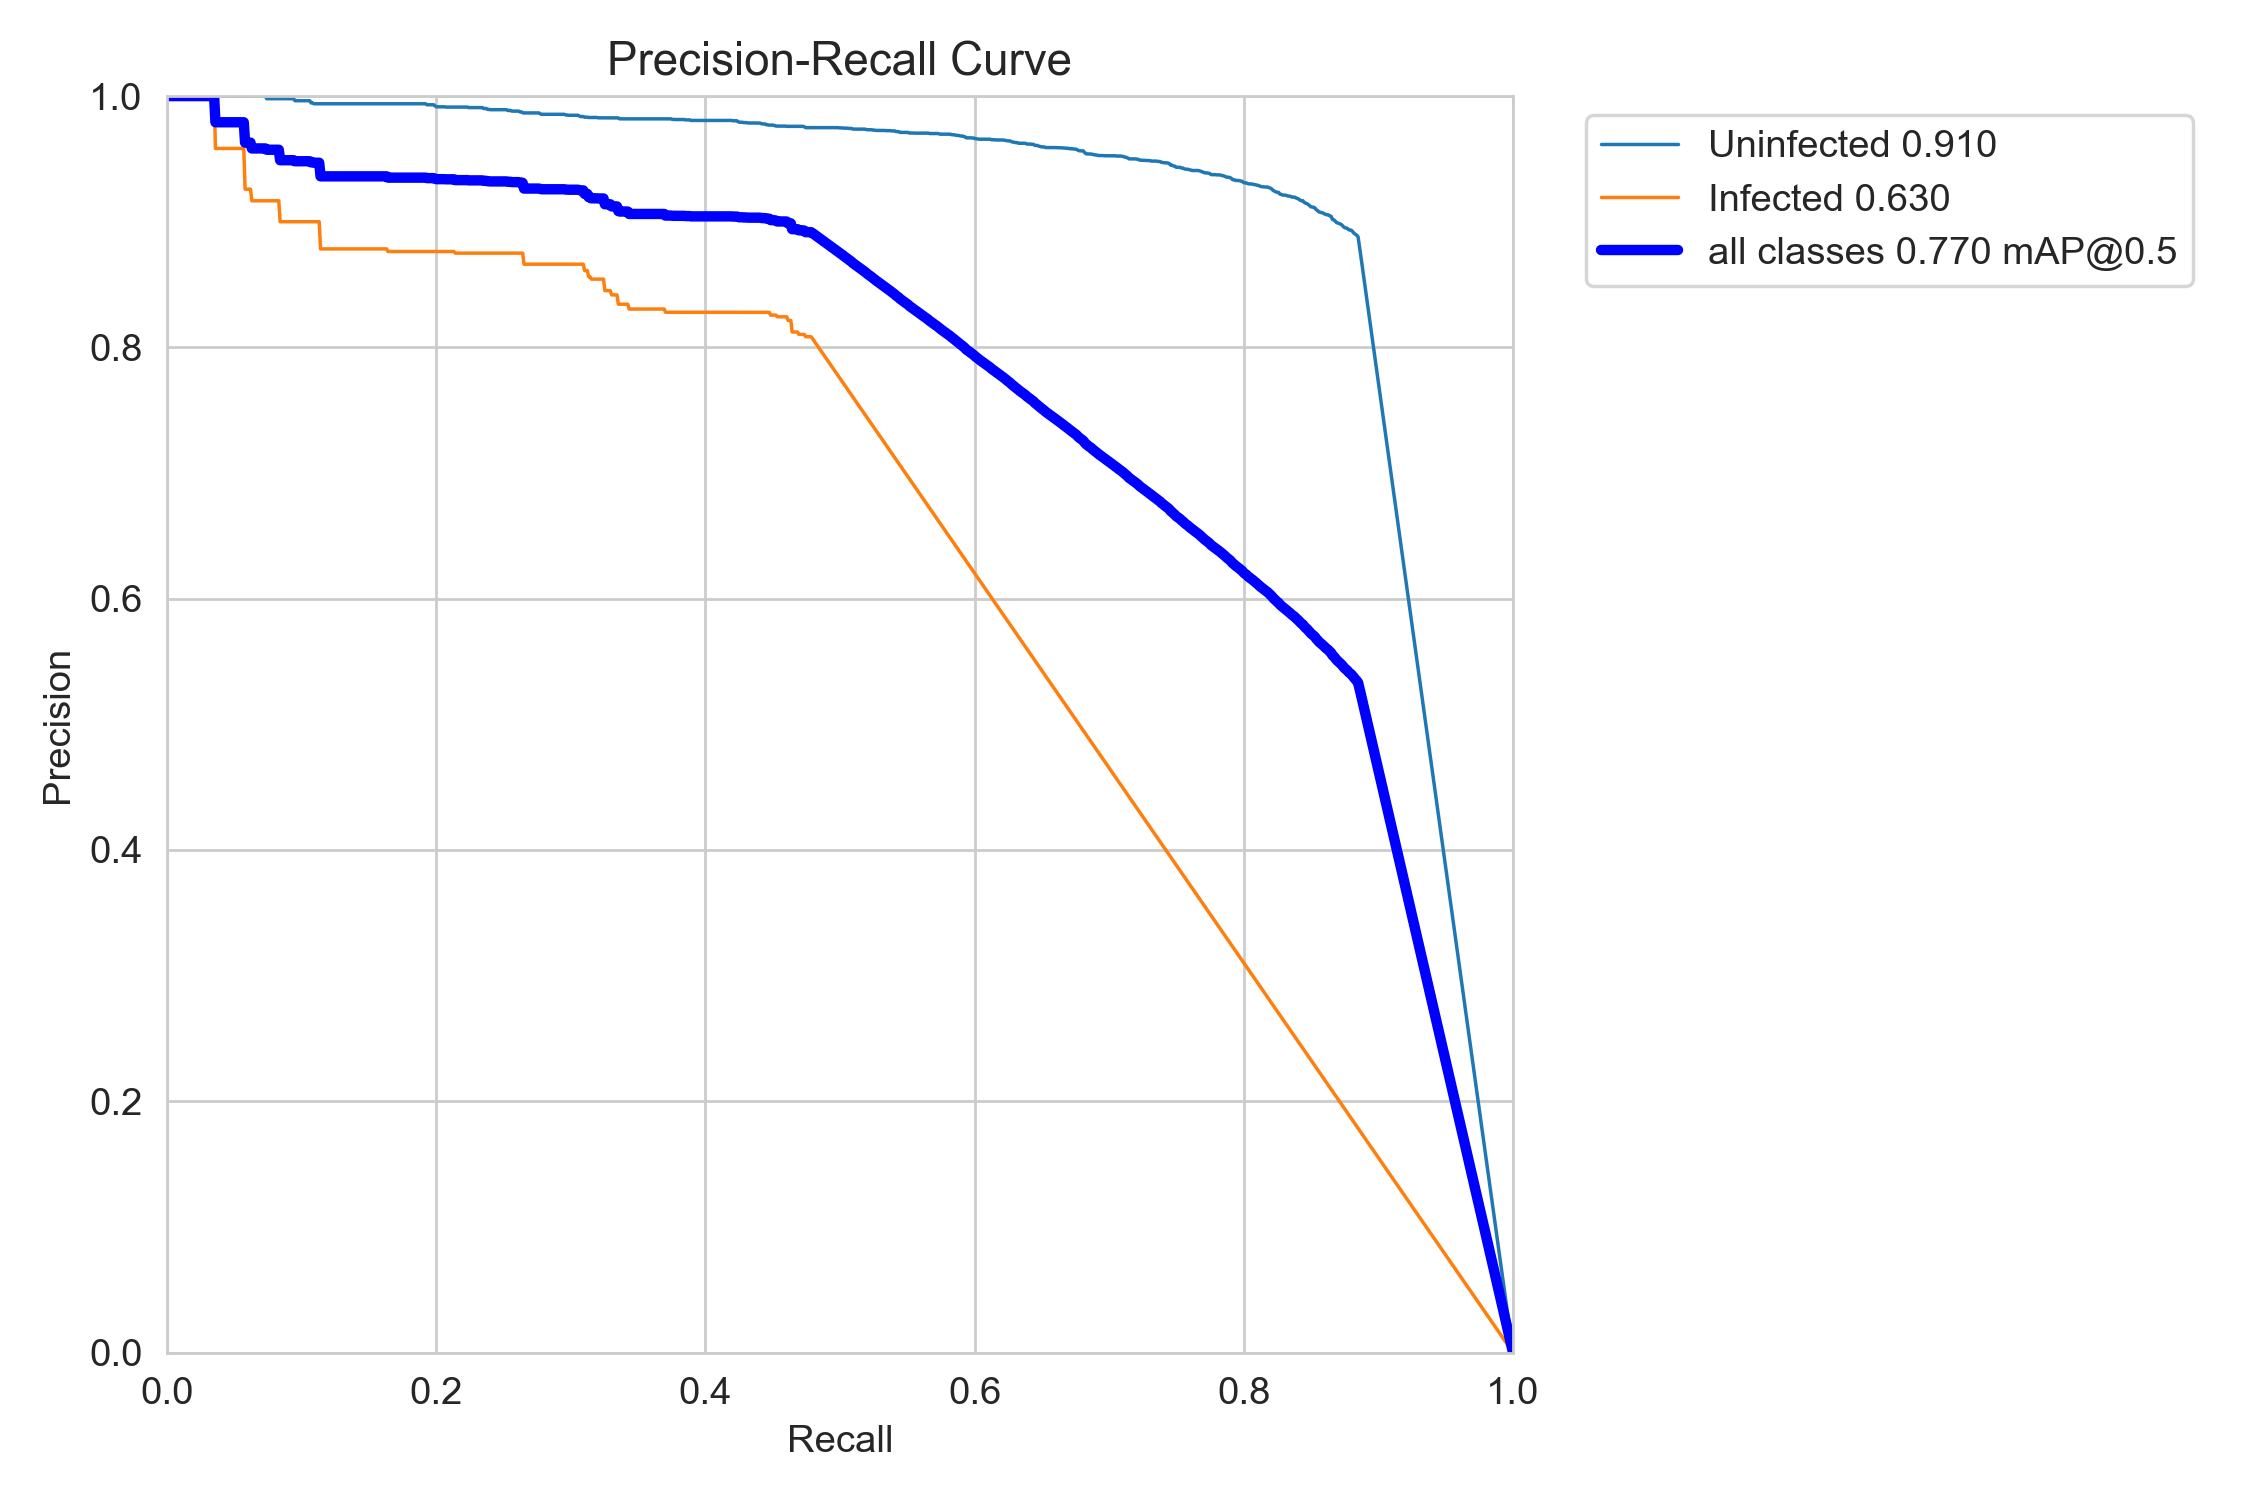 Precision-Recall Curve
1.0
0.8
0.6
0.4
0.2
0.0
Precision
0.0 0.2 0.4 0.6 0.8 1.0
Recall
Uninfected 0.910
Infected 0.630
all classes 0.770 mAP@0.5